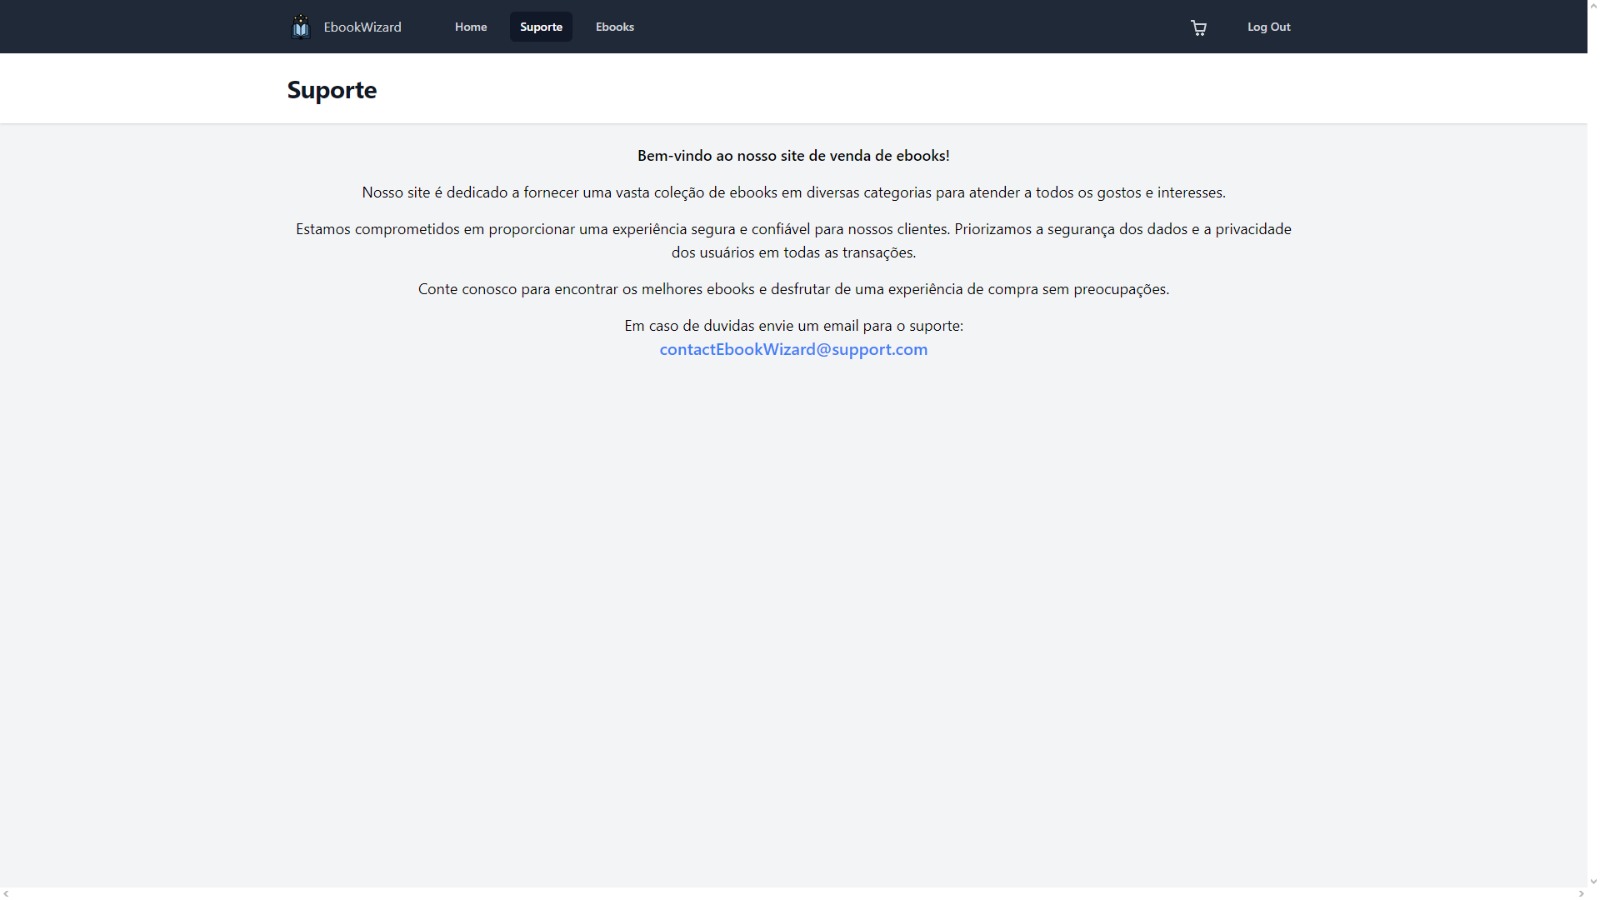 EbookWizard
Home
Suporte
Ebooks
Log Out
Suporte
Bem-vindo ao nosso site de venda de ebooks!
Nosso site é dedicado a fornecer uma vasta coleção de ebooks em diversas categorias para atender a todos os gostos e interesses.
Estamos comprometidos em proporcionar uma experiência segura e confiável para nossos clientes. Priorizamos a segurança dos dados e a privacidade
dos usuários em todas as transações.
Conte conosco para encontrar os melhores ebooks e desfrutar de uma experiência de compra sem preocupações.
Em caso de duvidas envie um email para o suporte:
contactEbookWizard@support.com